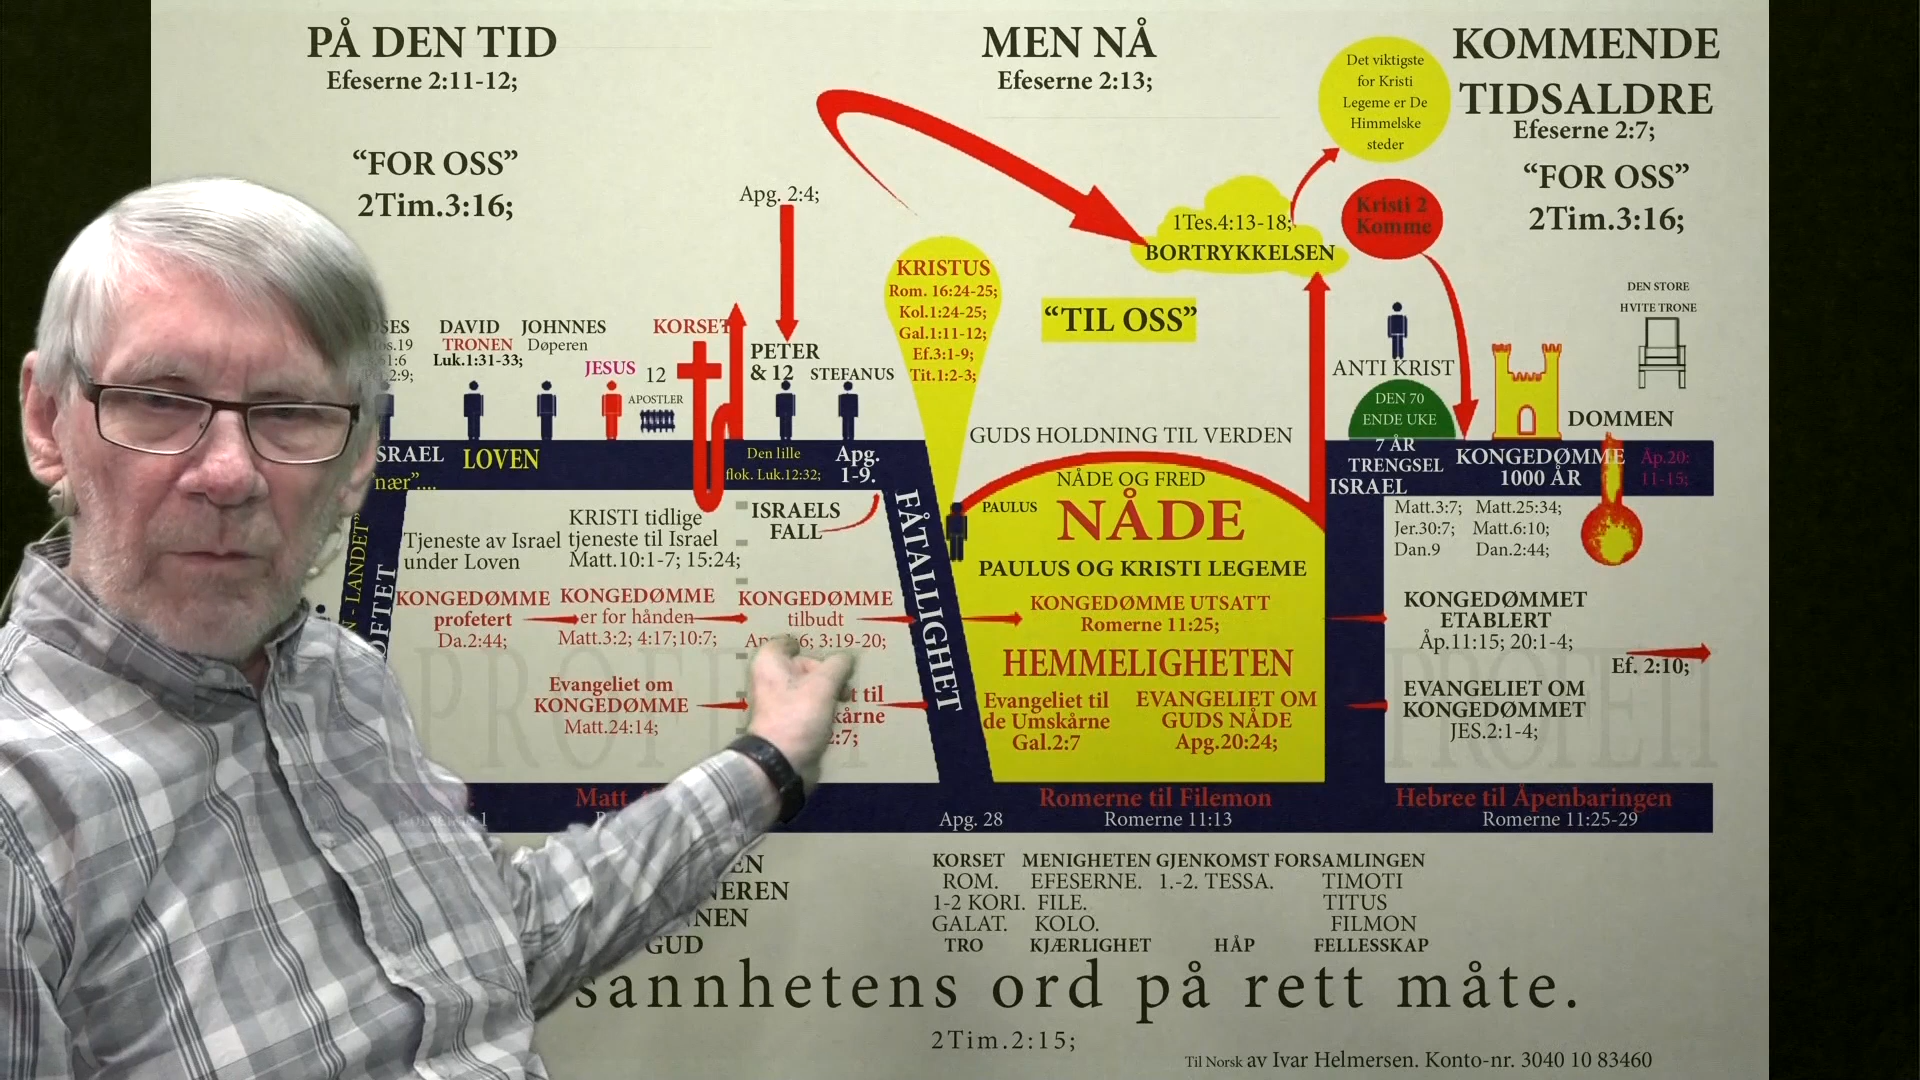 PÅ DEN TID
Efeserne 2:11-12;
“FOR OSS”
2Tim.3:16;
MEN NÅ
Efeserne 2:13;
KOMMENDE
TIDSALDRE
Efeserne 2:7;
“FOR OSS”
2Tim.3:16;
Det viktigste
for Kristi
Legeme er De
Himmelske
steder
Kristi 2
Komme
1Tes.4:13-18;
BORTRYKKELSEN
Apg. 2:4;
KRISTUS
Rom. 16:24-25;
Kol.1:24-25;
Gal.1:11-12;
Ef.3:1-9;
Tit.1:2-3;
“TIL OSS”
DEN STORE
HVITE TRONE
DAVID
TRONEN
Luk.1:31-33;
JOHNNES
Døperen
JESUS
12
APOSTLER
KORSET
PETER
& 12
STEFANUS
ANTI KRIST
DEN 70
ENDE UKE
DOMMEN
GUDS HOLDNING TIL VERDEN
LOVEN
Den lille
flok. Luk.12:32;
Apg.
1-9.
7 ÅR
TRENGSEL
ISRAEL
KONGEDØMME
1000 ÅR
Åp.20:
11-15;
NÅDE OG FRED
PAULUS
NÅDE
PAULUS OG KRISTI LEGEME
ISRAELS
FALL
FÅTALLIGHET
Tjeneste av Israel
under Loven
KRISTI tidlige
tjeneste til Israel
Matt.10:1-7; 15:24;
Matt.3:7; Matt.25:34;
Jer.30:7; Matt.6:10;
Dan.9 Dan.2:44;
KONGEDØMME
profetert
Da.2:44;
KONGEDØMME
er for hånden
Matt.3:2; 4:17;10:7;
KONGEDØMME
tilbudt
3:19-20;
KONGEDØMME UTSATT
Romerne 11:25;
KONGEDØMMET
ETABLERT
Åp.11:15; 20:1-4;
Ef. 2:10;
HEMMELIGHETEN
Evangeliet om
KONGEDØMME
Matt.24:14;
til
Evangeliet til
de Umskårne
Gal.2:7
EVANGELIET OM
GUDS NÅDE
Apg.20:24;
EVANGELIET OM
KONGEDØMMET
JES.2:1-4;
Matt.
Apg. 28
Romerne til Filemon
Romerne 11:13
Hebree til Åpenbaringen
Romerne 11:25-29
GUD
KORSET MENIGHETEN GJENKOMST FORSAMLINGEN
ROM. EFESERNE. 1.-2. TESSA. TIMOTI
1-2 KORI. FILE. TITUS
GALAT. KOLO. FILMON
TRO KJÆRLIGHET HÅP FELLESSKAP
sannhetens ord på rett måte.
2Tim.2:15;
Til Norsk av Ivar Helmersen. Konto-nr. 3040 10 83460